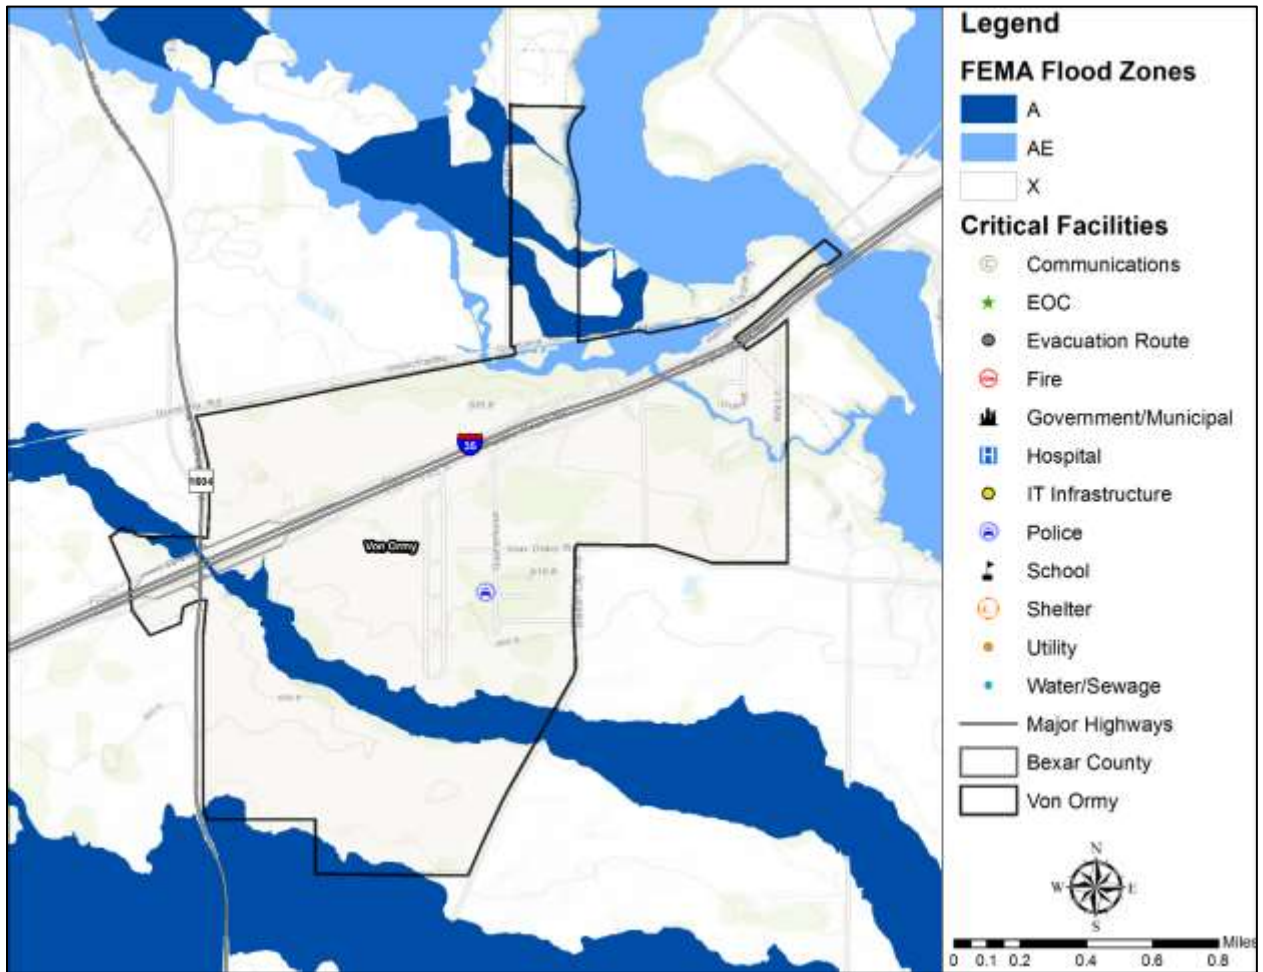 Legend
FEMA Flood Zones
A
AE
X
Critical Facilities
Communications
EOC
Evacuation Route
Fire
Government/Municipal
Hospital
IT Infrastructure
Police
School
Shelter
Utility
Water/Sewage
Major Highways
Bexar County
Von Ormy
35
1604
Von Ormy
N
W E
S
Miles
0 0.1 0.2 0.4 0.6 0.8